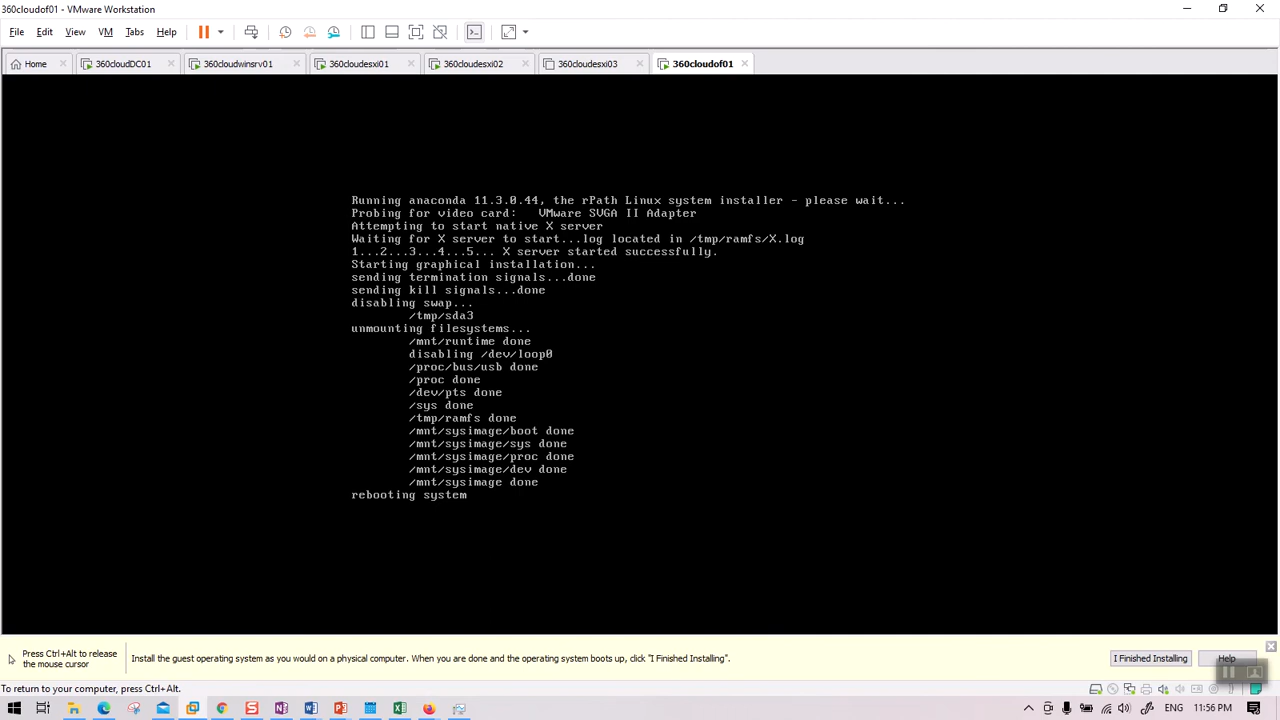 360cloudof01 - VMware Workstation
File Edit View VM Tabs Help
Home 360cloudDC01 360cloudwinsrv01 360cloudesxi01 360cloudesxi02 360cloudesxi03 360cloudof01
Running anaconda 11.3.0.44, the rPath Linux system installer - please wait...
Probing for video card:   VMware SVGA II Adapter
Attempting to start native X server
Waiting for X server to start...log located in /tmp/ramfs/X.log
1...2...3...4...5... X server started successfully.
Starting graphical installation...
sending termination signals...done
sending kill signals...done
disabling swap...
/tmp/sda3
unmounting filesystems...
/mnt/runtime done
disabling /dev/loop0
/proc/bus/usb done
/proc done
/dev/pts done
/sys done
/tmp/ramfs done
/mnt/sysimage/boot done
/mnt/sysimage/sys done
/mnt/sysimage/proc done
/mnt/sysimage/dev done
/mnt/sysimage done
rebooting system
Press Ctrl+Alt to release
the mouse cursor
Install the guest operating system as you would on a physical computer. When you are done and the operating system boots up, click "I Finished Installing".
I Finished Installing Help
To return to your computer, press Ctrl+Alt.
ENG 11:56 PM